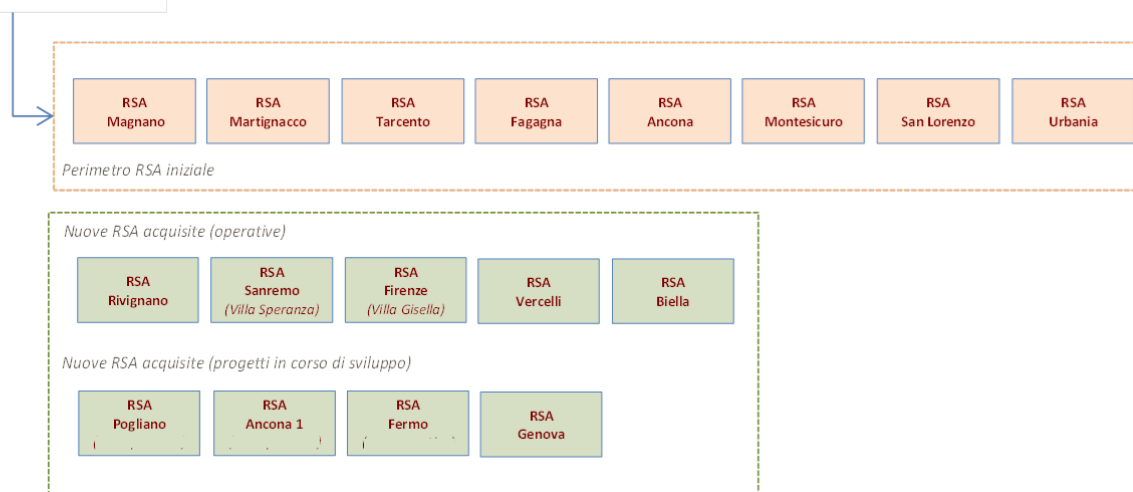 RSA
Magnano
RSA
Martignacco
RSA
Tarcento
RSA
Fagagna
RSA
Ancona
RSA
Montesicuro
RSA
San Lorenzo
RSA
Urbania
Perimetro RSA iniziale
Nuove RSA acquisite (operative)
RSA
Rivignano
RSA
Sanremo
(Villa Speranza)
RSA
Firenze
(Villa Gisella)
RSA
Vercelli
RSA
Biella
Nuove RSA acquisite (progetti in corso di sviluppo)
RSA
Pogliano
RSA
Ancona 1
RSA
Fermo
RSA
Genova